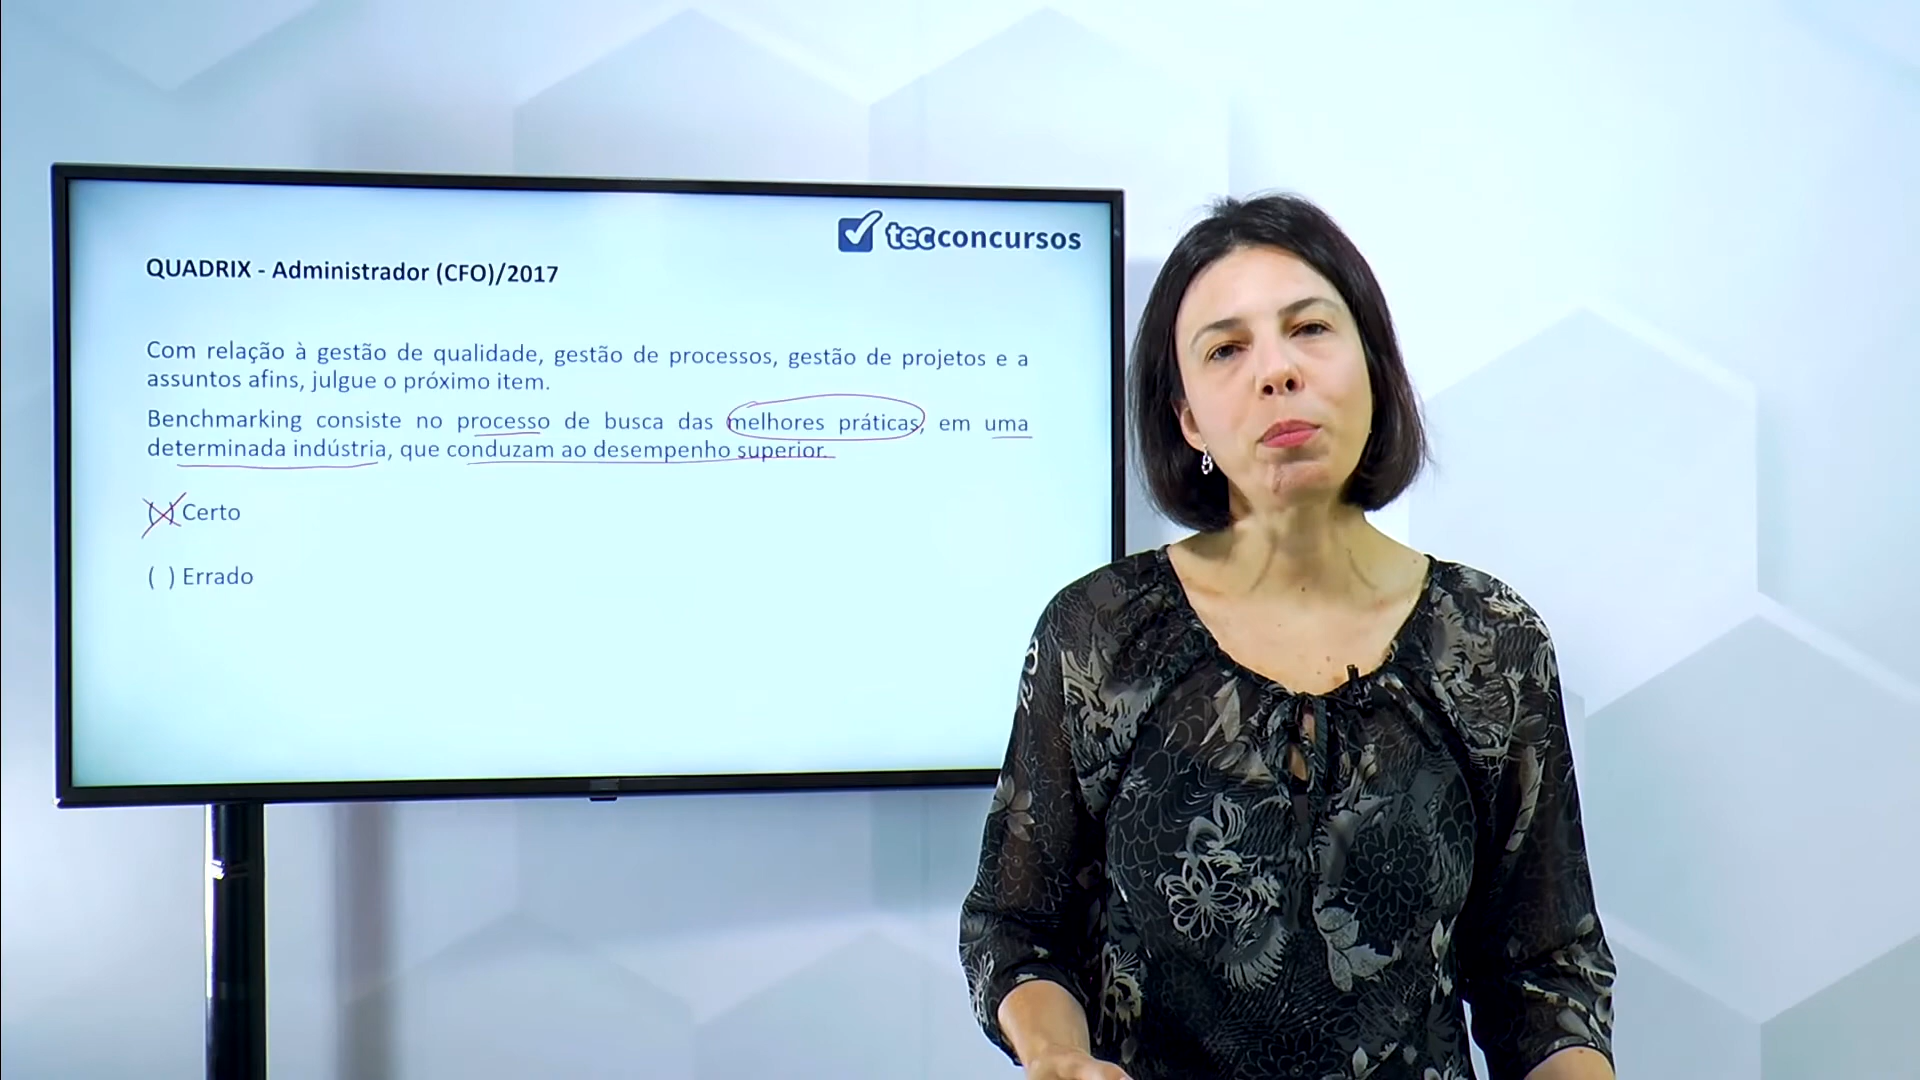 tecconcursos
QUADRIX - Administrador (CFO)/2017
Com relação à gestão de qualidade, gestão de processos, gestão de projetos e a
assuntos afins, julgue o próximo item.
Benchmarking consiste no processo de busca das melhores práticas, em uma
determinada indústria, que conduzam ao desempenho superior.
( ) Certo
( ) Errado